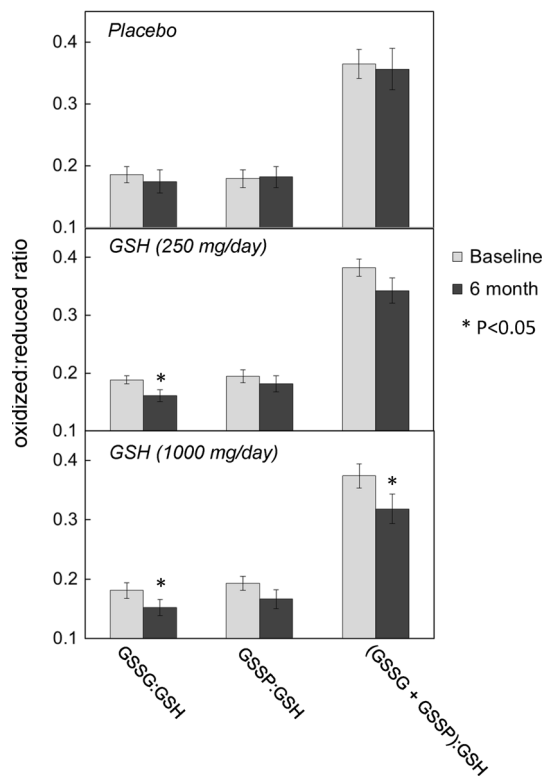 Placebo
0.4
0.3
0.2
0.1
GSH (250 mg/day)
0.4
0.3
0.2
0.1
*
GSH (1000 mg/day)
0.4
0.3
0.2
0.1
*
*
oxidized:reduced ratio
GSSG:GSH
GSSP:GSH
(GSSG + GSSP):GSH
Baseline
6 month
* P<0.05